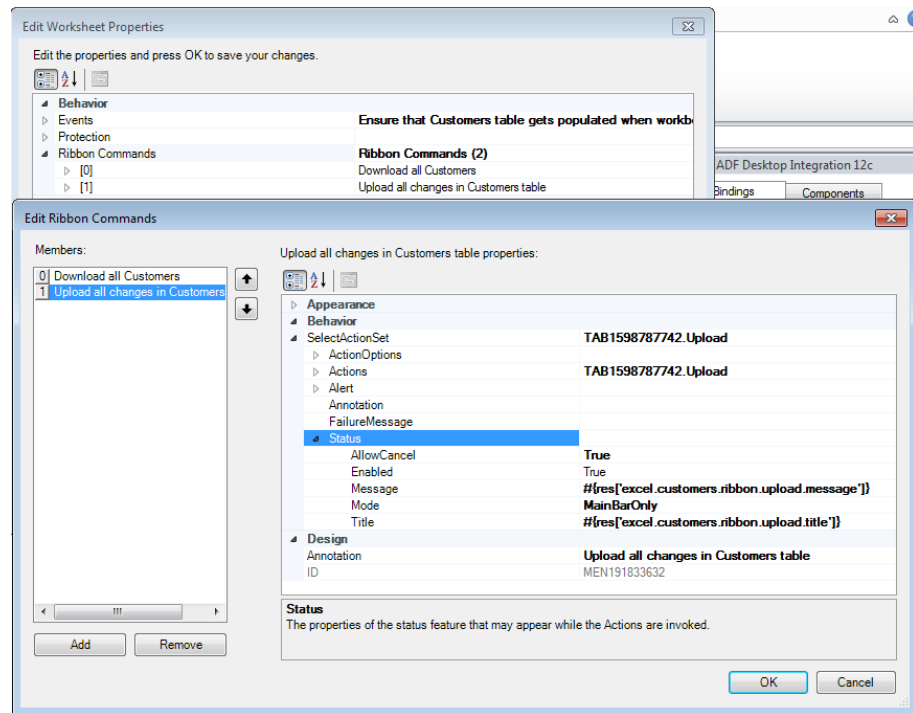 Edit Worksheet Properties
Edit the properties and press OK to save your changes.
Behavior
Events Ensure that Customers table gets populated when workb
Protection
Ribbon Commands Ribbon Commands (2)
[0] Download all Customers
[1] Upload all changes in Customers table
ADF Desktop Integration 12c
Bindings Components
Edit Ribbon Commands
Members:
0 Download all Customers
1 Upload all changes in Customers
Add Remove
Upload all changes in Customers table properties:
Appearance
Behavior
SelectActionSet TAB1598787742.Upload
ActionOptions
Actions TAB1598787742.Upload
Alert
Annotation
FailureMessage
Status
AllowCancel True
Enabled True
Message #{res['excel.customers.ribbon.upload.message']}
Mode MainBarOnly
Title #{res['excel.customers.ribbon.upload.title']}
Design
Annotation Upload all changes in Customers table
ID MEN191833632
Status
The properties of the status feature that may appear while the Actions are invoked.
OK Cancel